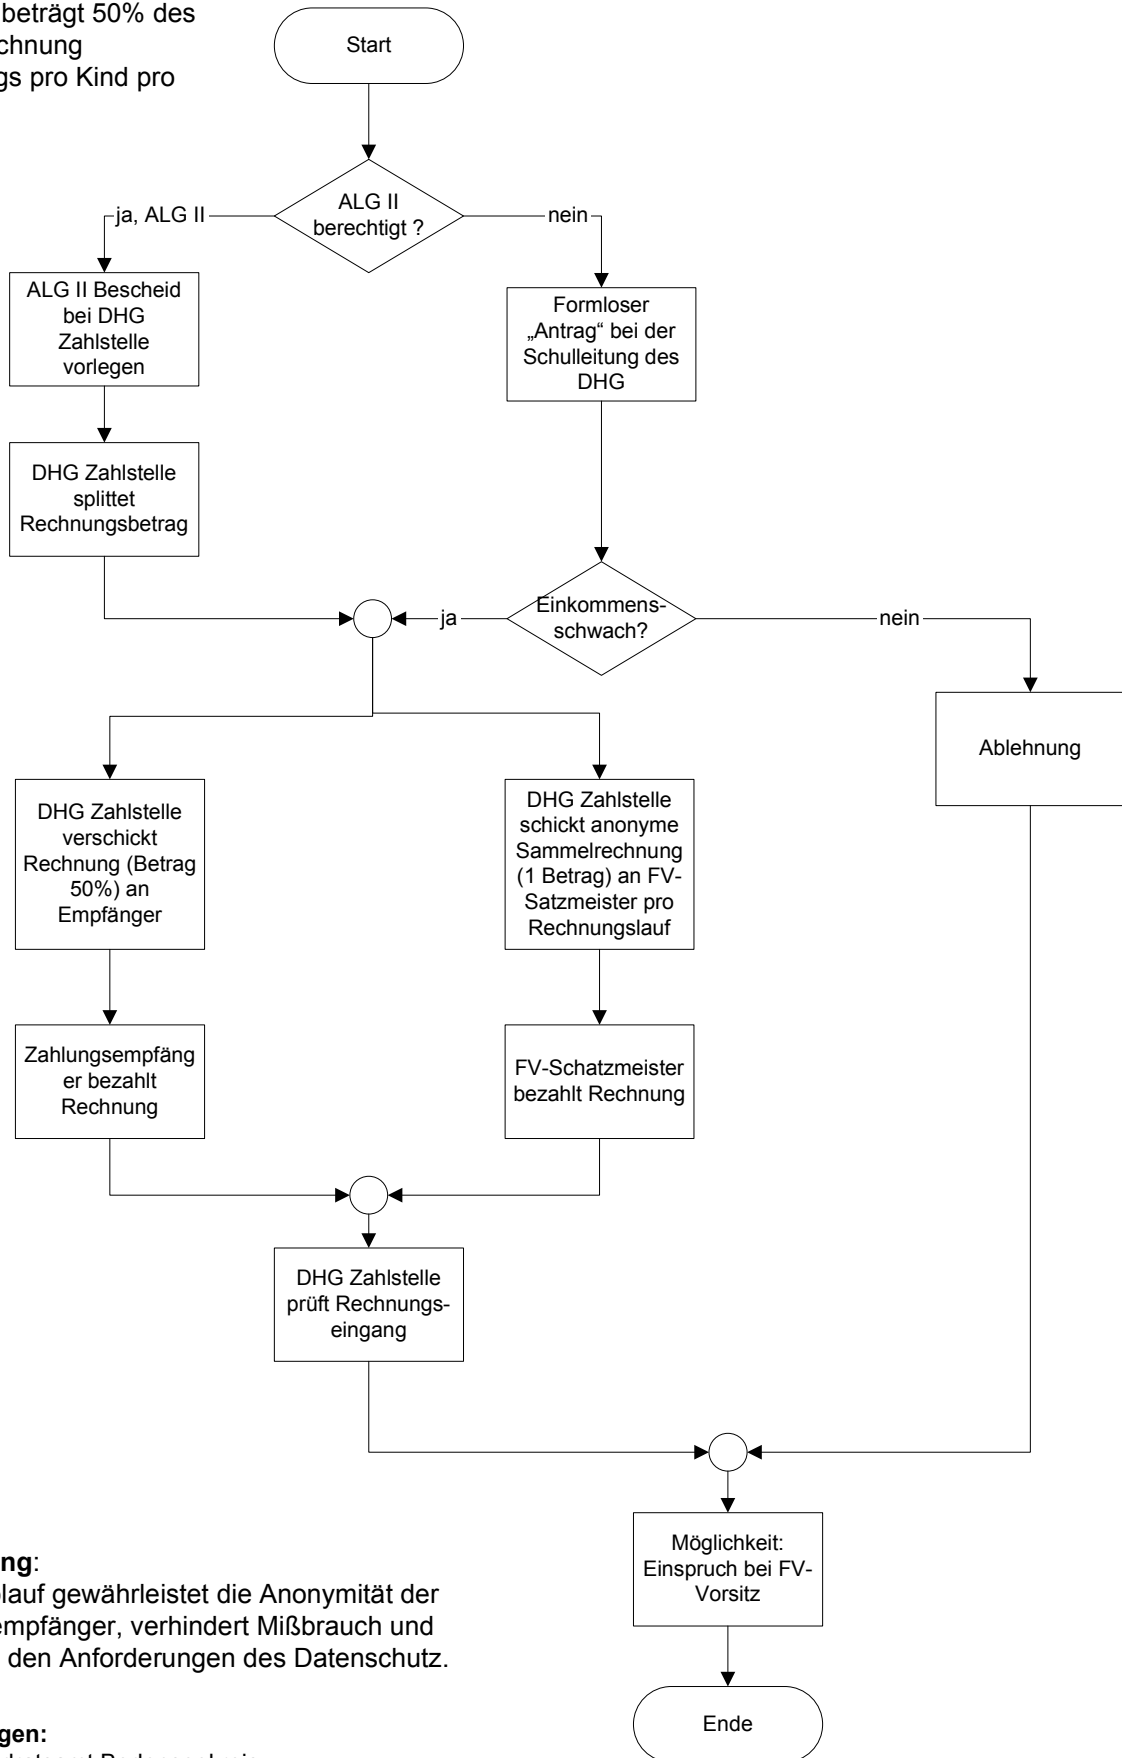 beträgt 50% des
chnung
gs pro Kind pro
Start
ALG II
berechtigt ?
ja, ALG II
nein
ALG II Bescheid
bei DHG
Zahlstelle
vorlegen
Formloser
„Antrag“ bei der
Schulleitung des
DHG
DHG Zahlstelle
splittet
Rechnungsbetrag
Einkommens-
schwach?
ja
nein
Ablehnung
DHG Zahlstelle
verschickt
Rechnung (Betrag
50%) an
Empfänger
DHG Zahlstelle
schickt anonyme
Sammelrechnung
(1 Betrag) an FV-
Satzmeister pro
Rechnungslauf
Zahlungsempfäng
er bezahlt
Rechnung
FV-Schatzmeister
bezahlt Rechnung
DHG Zahlstelle
prüft Rechnungs-
eingang
Möglichkeit:
Einspruch bei FV-
Vorsitz
Ende
ng:
lauf gewährleistet die Anonymität der
empfänger, verhindert Mißbrauch und
den Anforderungen des Datenschutz.
gen: